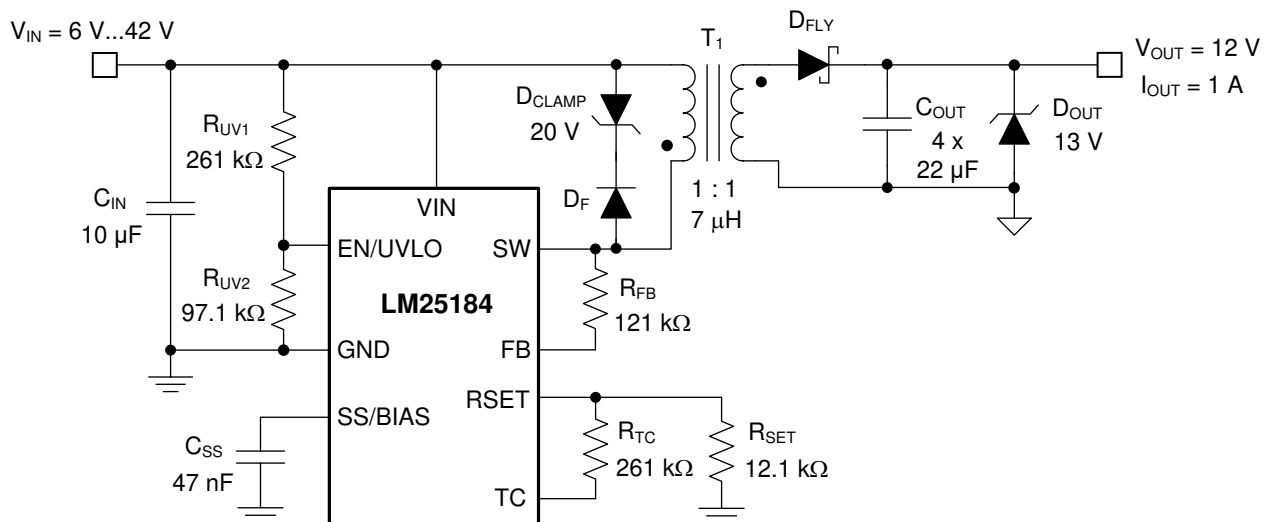 V_IN = 6 V...42 V
T₁
D_FLY
V_OUT = 12 V
I_OUT = 1 A
D_CLAMP
20 V
R_UV1
261 kΩ
C_OUT
4 x
22 µF
D_OUT
13 V
C_IN
10 µF
VIN
D_F
1 : 1
7 μH
EN/UVLO
SW
R_UV2
97.1 kΩ
LM25184
R_FB
121 kΩ
GND
FB
RSET
SS/BIAS
C_SS
47 nF
R_TC
261 kΩ
R_SET
12.1 kΩ
TC